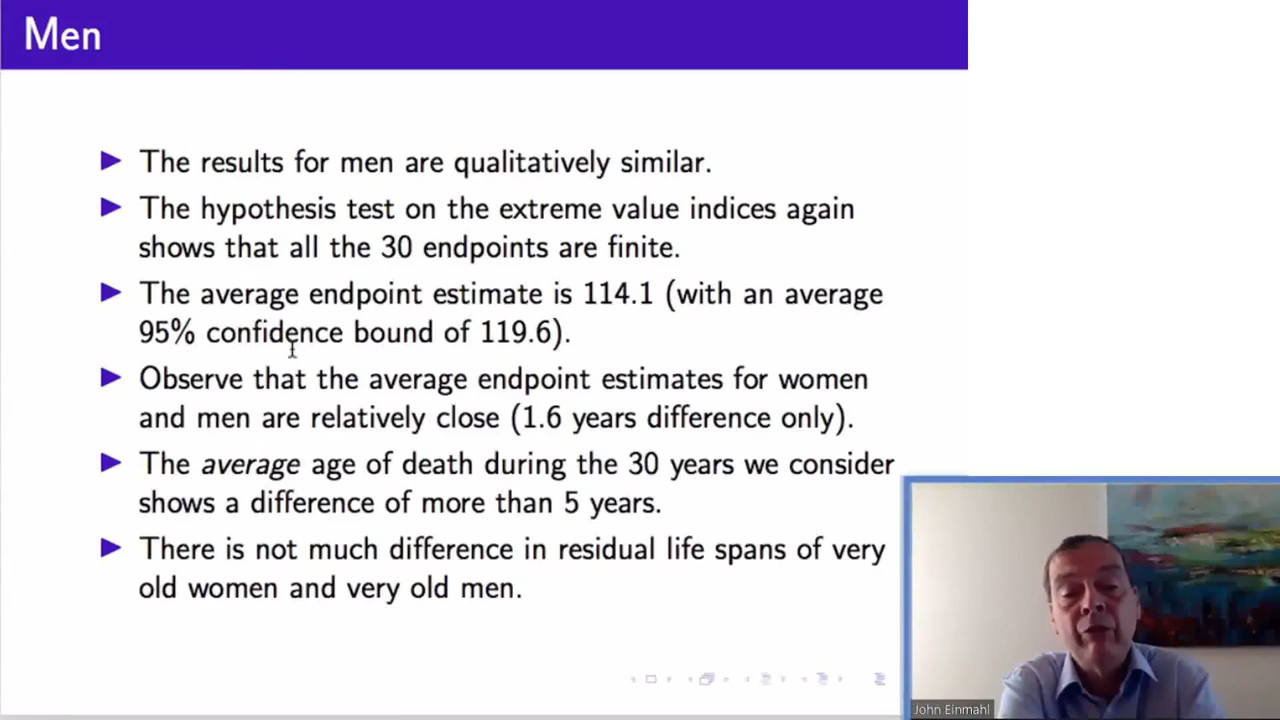 Men
The results for men are qualitatively similar.
The hypothesis test on the extreme value indices again
shows that all the 30 endpoints are finite.
The average endpoint estimate is 114.1 (with an average
95% confidence bound of 119.6).
Observe that the average endpoint estimates for women
and men are relatively close (1.6 years difference only).
The average age of death during the 30 years we consider
shows a difference of more than 5 years.
There is not much difference in residual life spans of very
old women and very old men.
John Einmahl